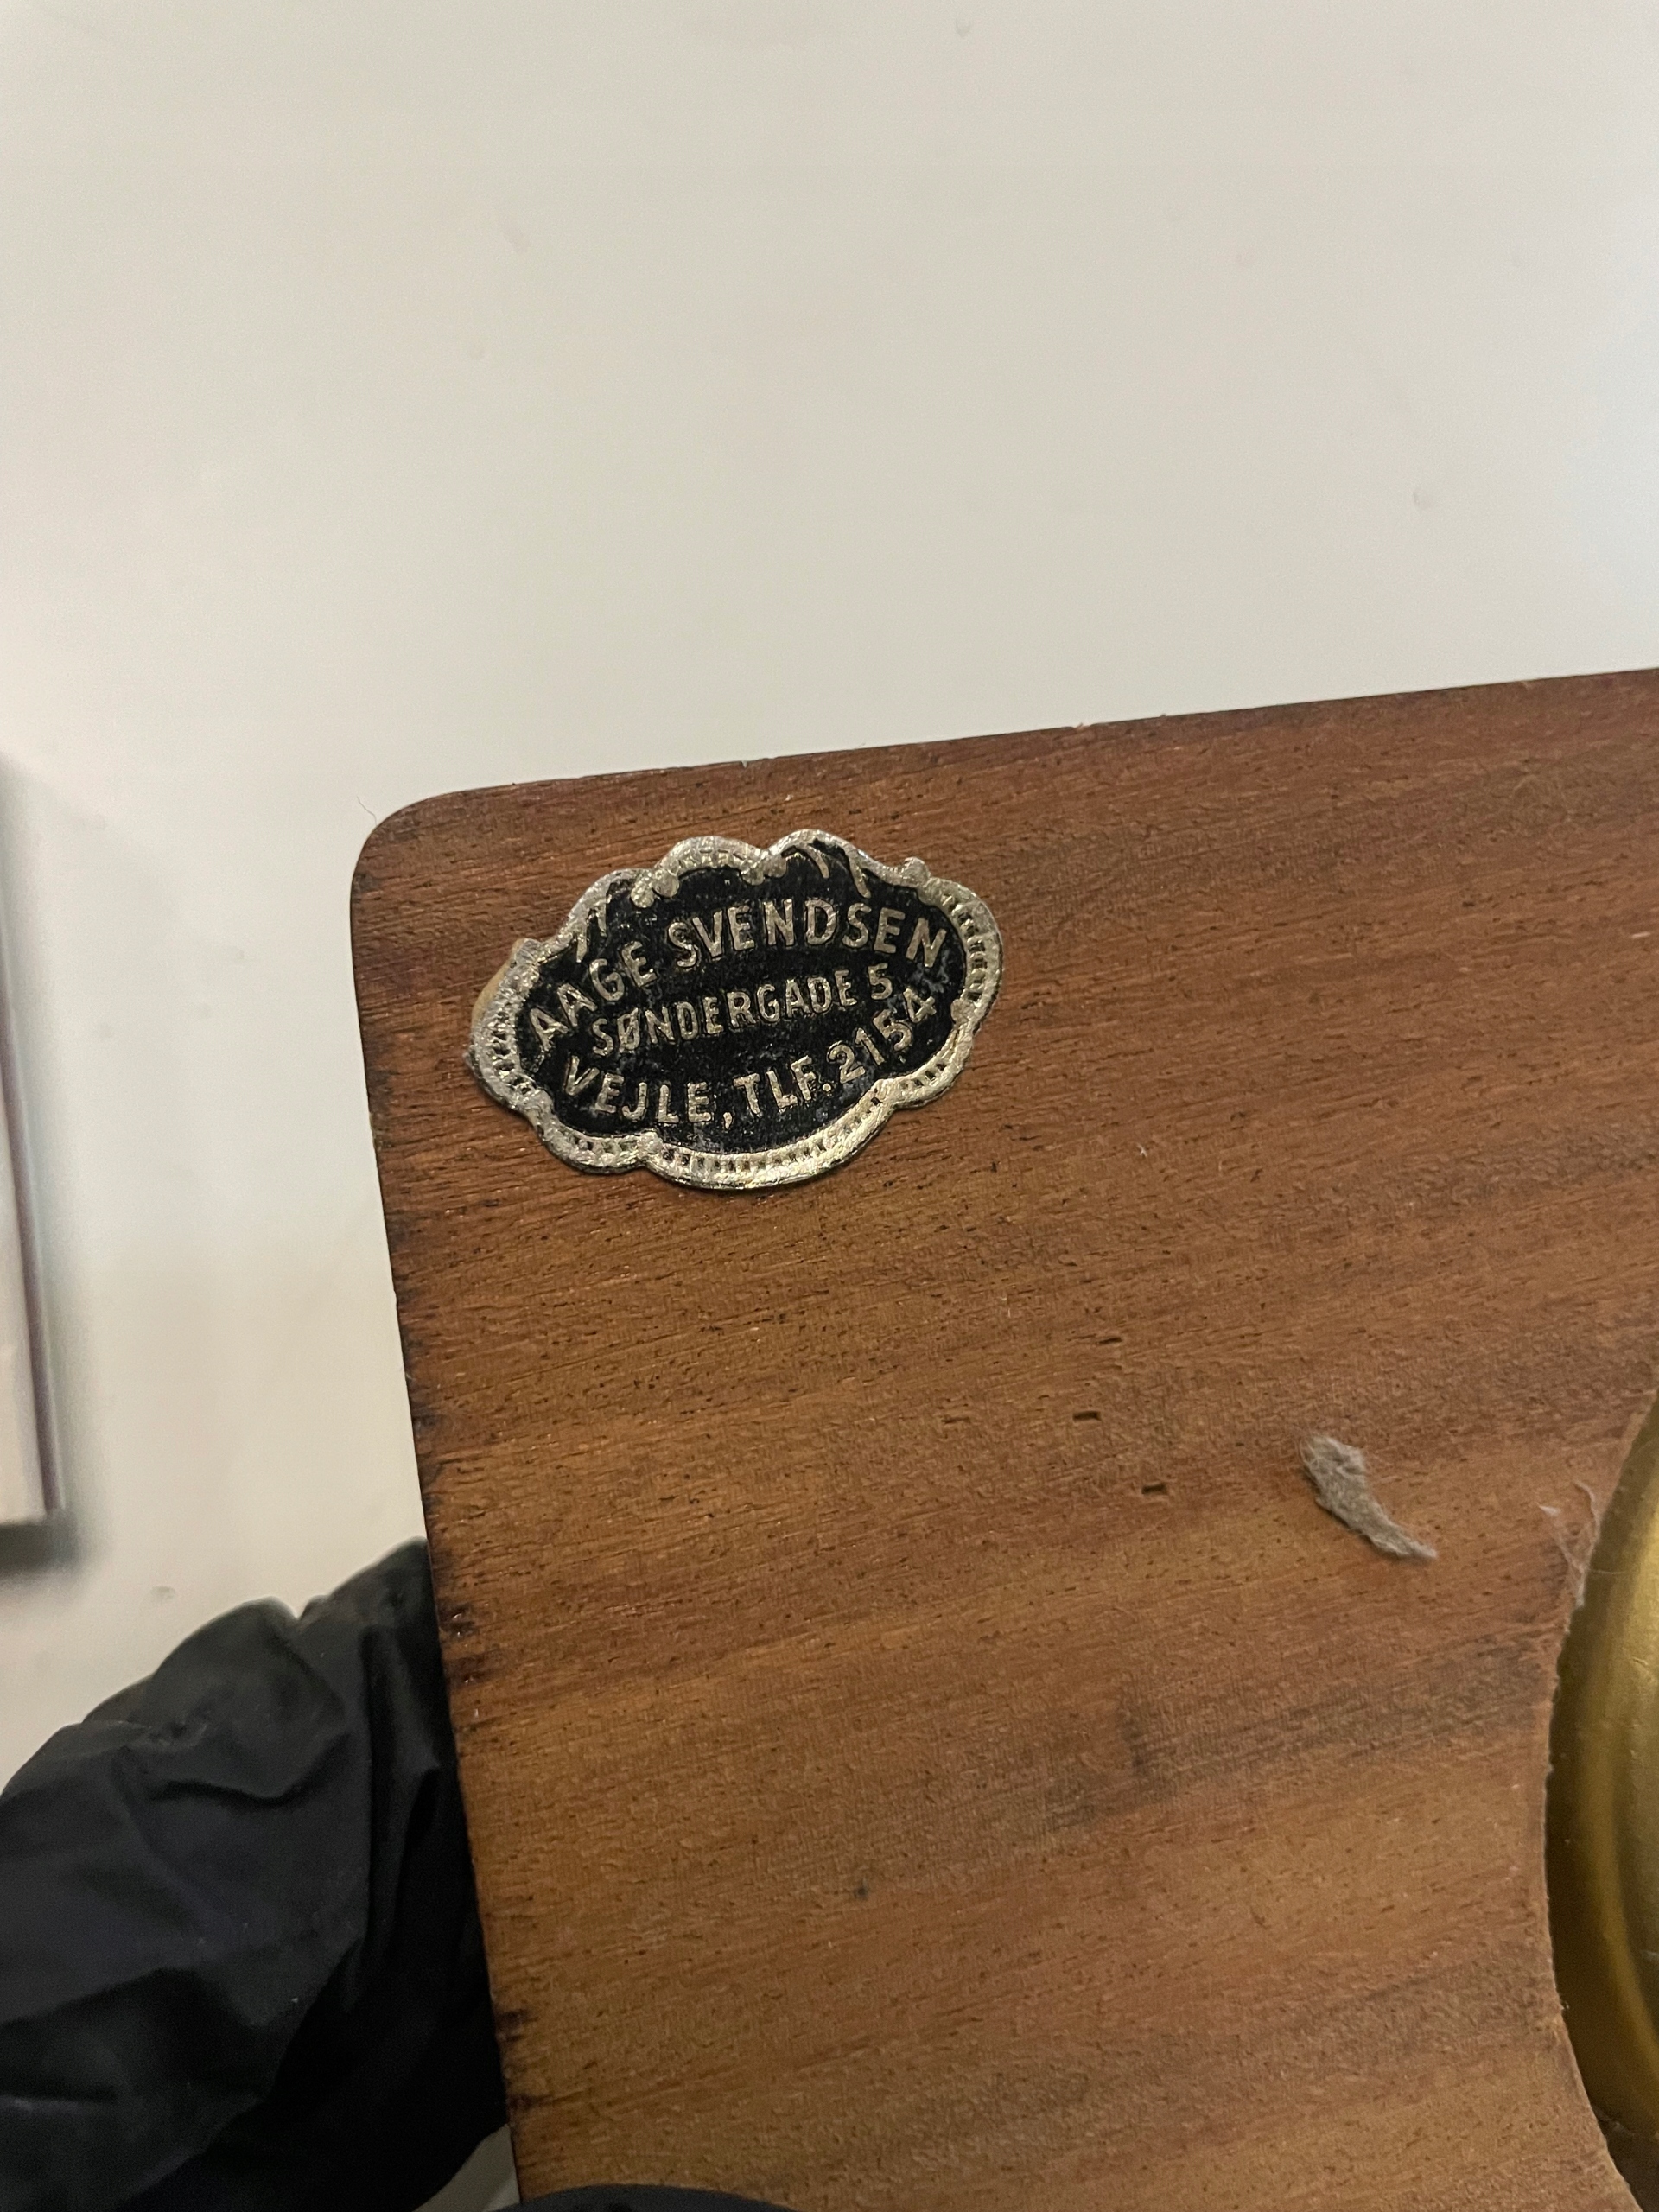 AAGE SVENDSEN
SØNDERGADE 5
VEJLE, TLF. 2154